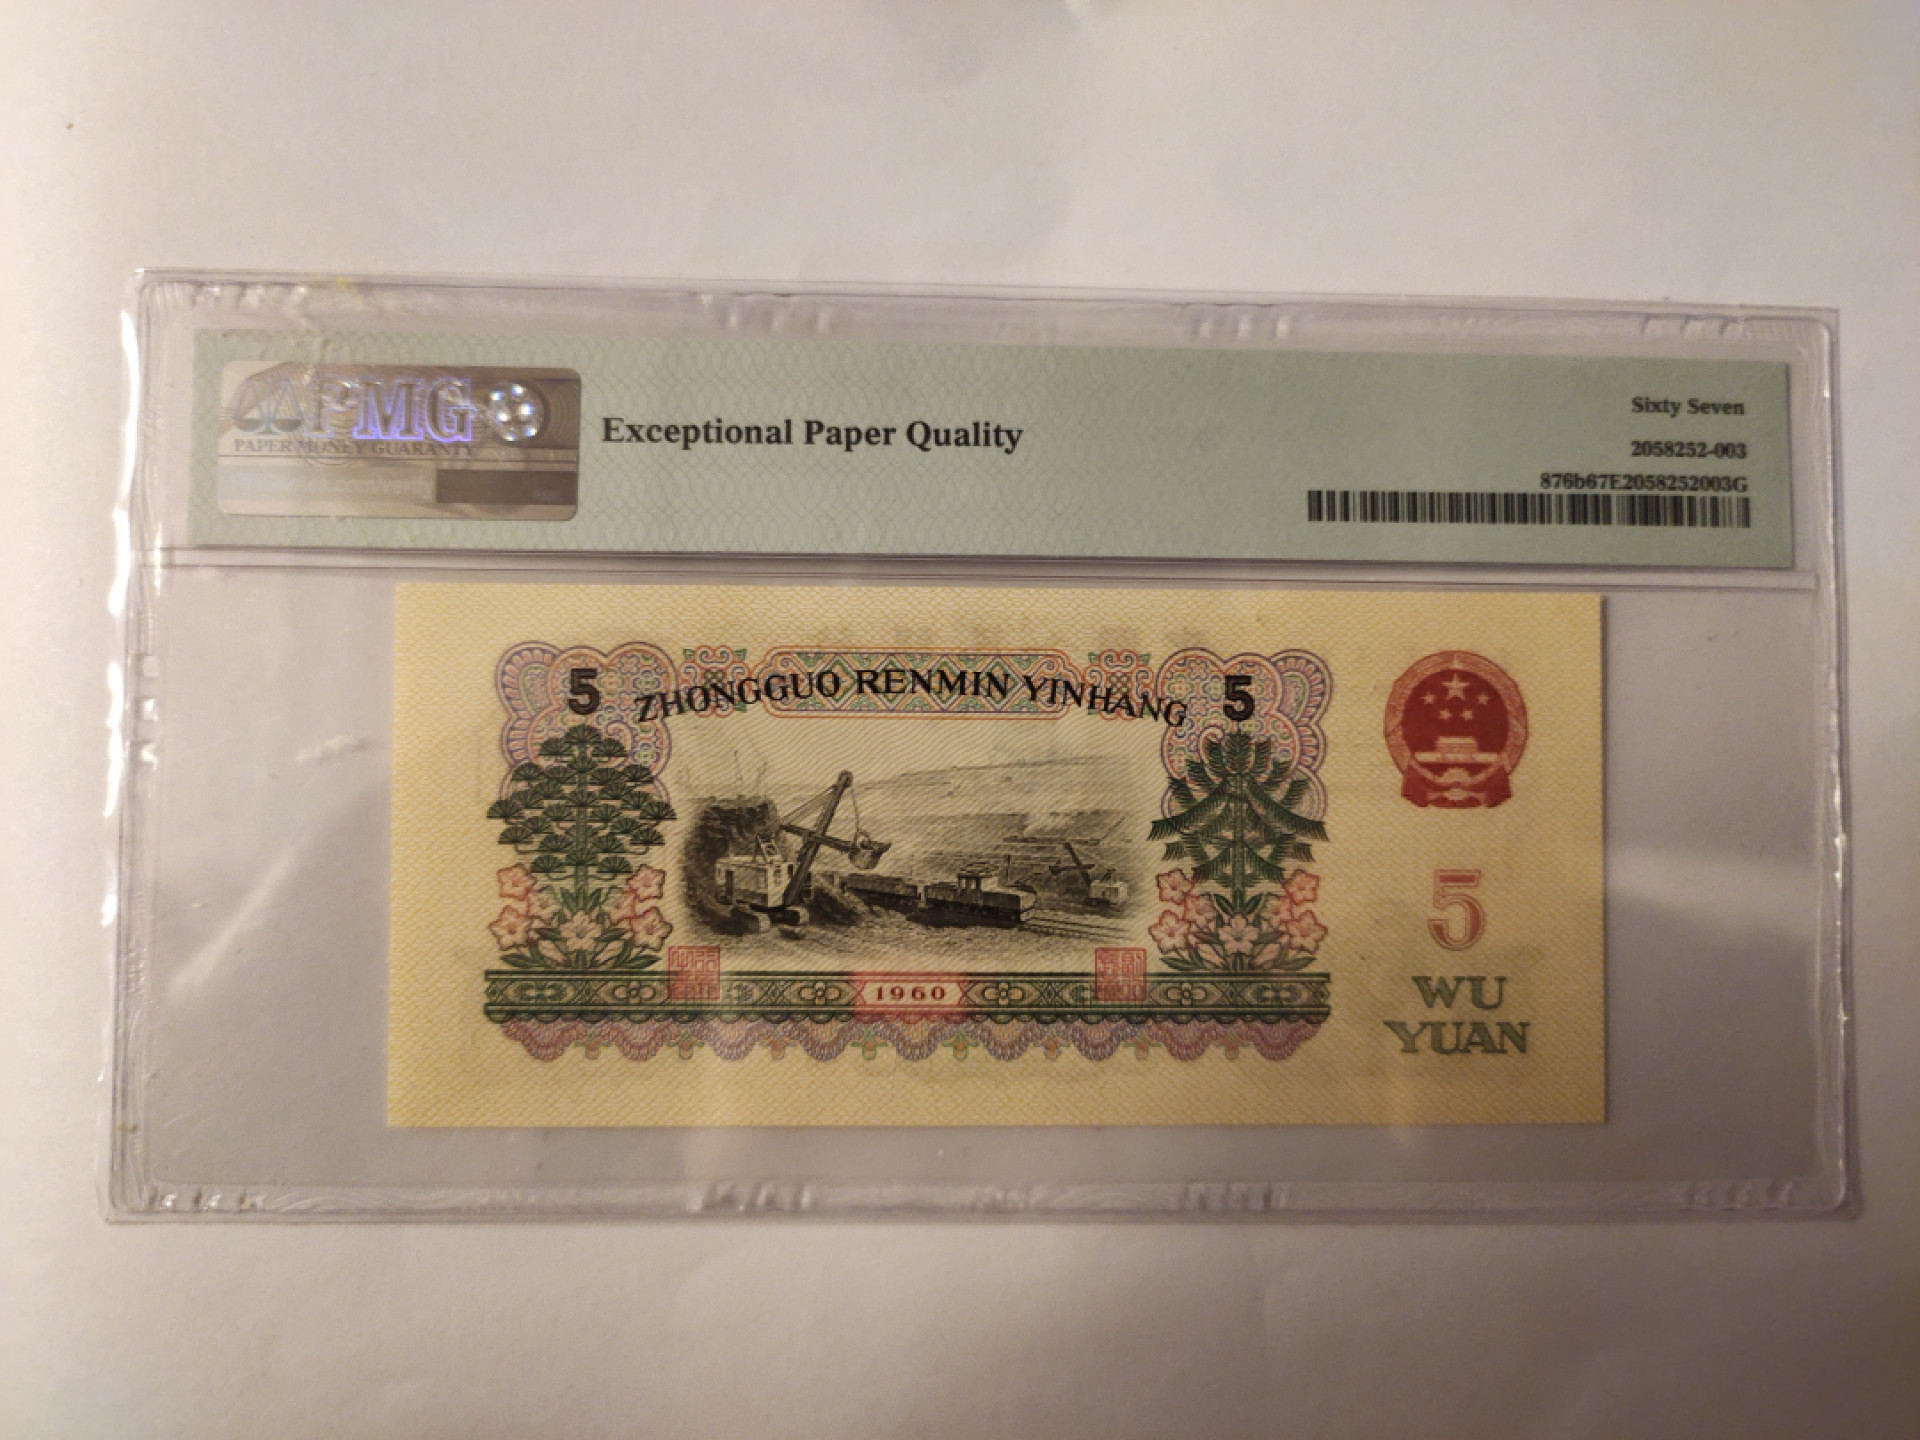 PMG
PAPER MONEY GUARANTY
Exceptional Paper Quality
Sixty Seven
2058252-003
876b67E2058252003G
5 ZHONGGUO RENMIN YINHANG 5
1960
5
WU
YUAN